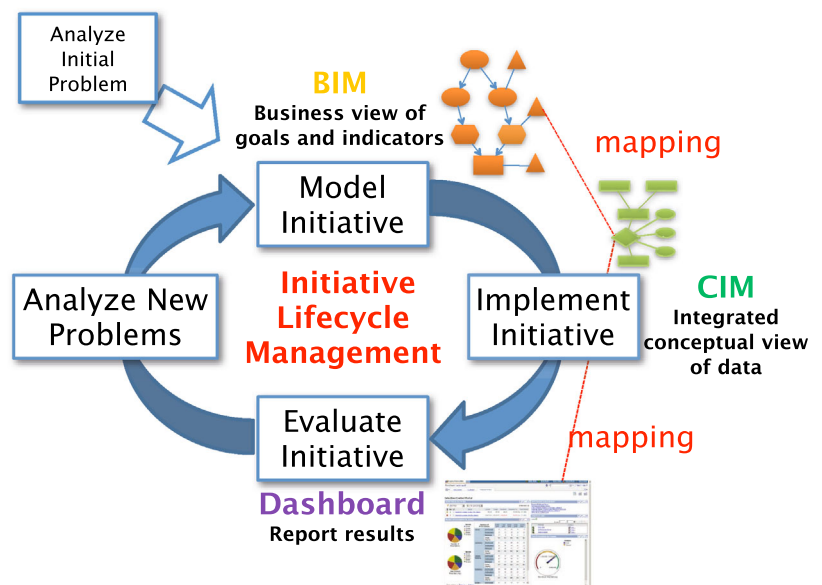 Analyze
Initial
Problem
BIM
Business view of
goals and indicators
mapping
Model
Initiative
Analyze New
Problems
Initiative
Lifecycle
Management
Implement
Initiative
CIM
Integrated
conceptual view
of data
Evaluate
Initiative
mapping
Dashboard
Report results